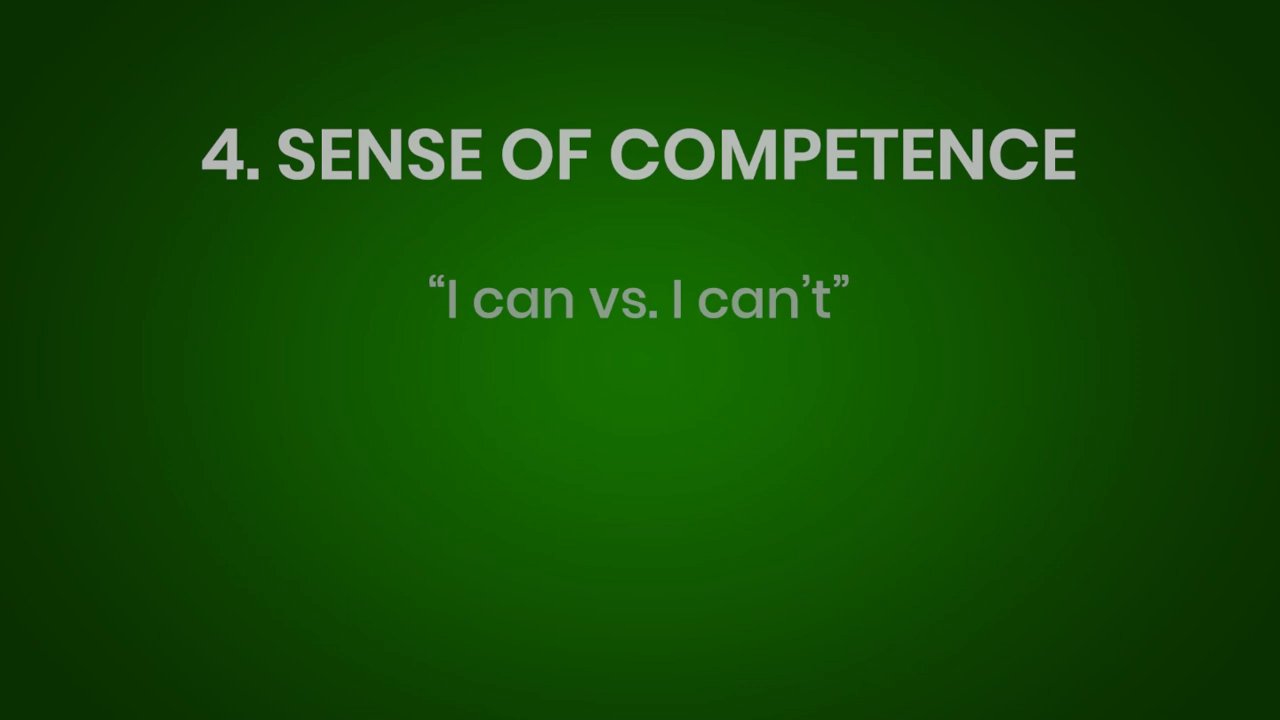 4. SENSE OF COMPETENCE
“I can vs. I can’t”